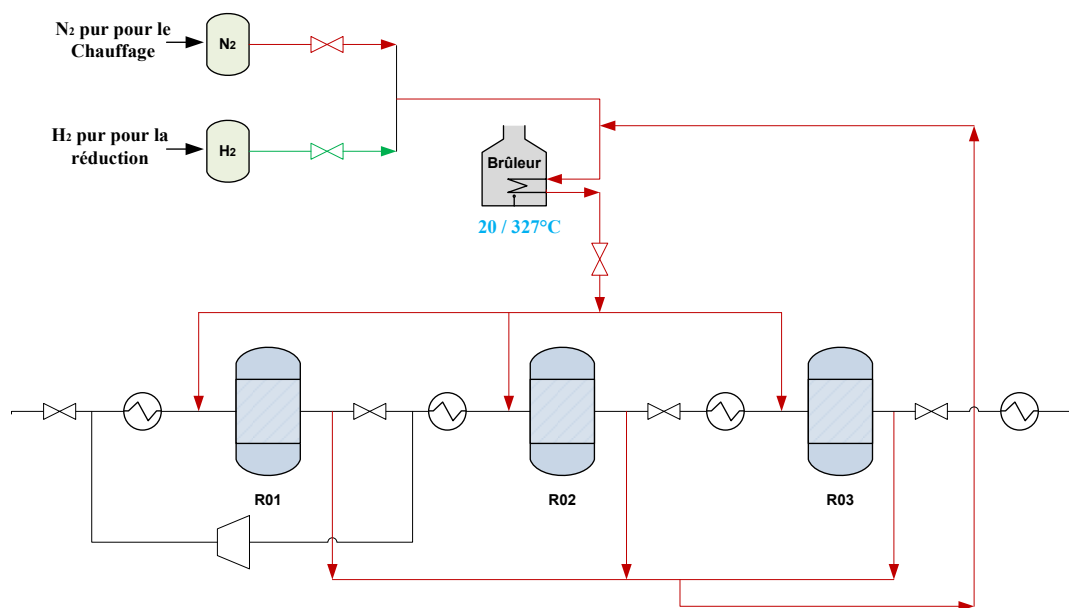 N₂ pur pour le
Chauffage
N₂
H₂ pur pour la
réduction
H₂
Brûleur
20 / 327°C
R01
R02
R03